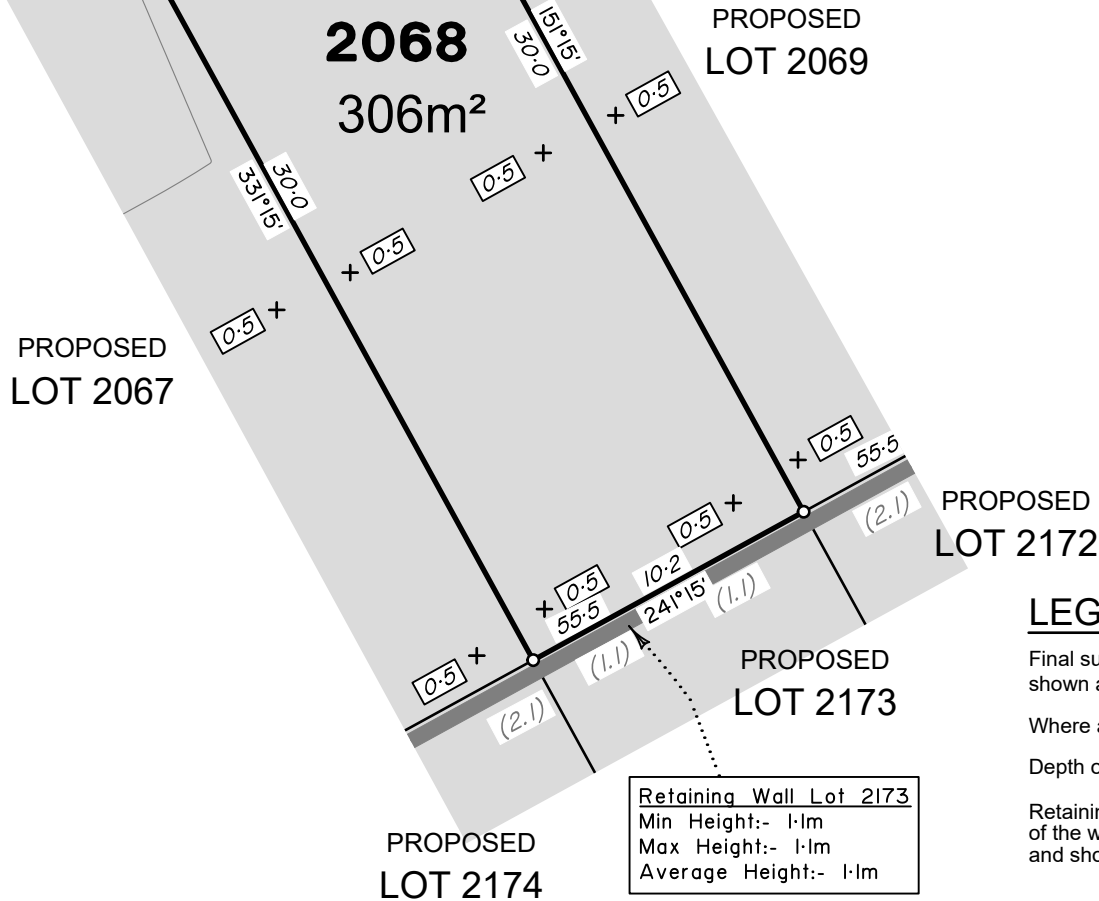 PROPOSED
LOT 2069
2068
306m²
151°15'
30·0
0·5
0·5
30·0
331°15'
0·5
0·5
PROPOSED
LOT 2067
0·5
55·5
(2.1)
PROPOSED
LOT 2172
0·5
10·2
241°15'
(1.1)
0·5
55·5
(1.1)
0·5
(2.1)
PROPOSED
LOT 2173
LEG
Final su
shown a
Where a
Depth o
Retainin
of the w
and sho
Retaining Wall Lot 2173
Min Height:- 1·1m
Max Height:- 1·1m
Average Height:- 1·1m
PROPOSED
LOT 2174